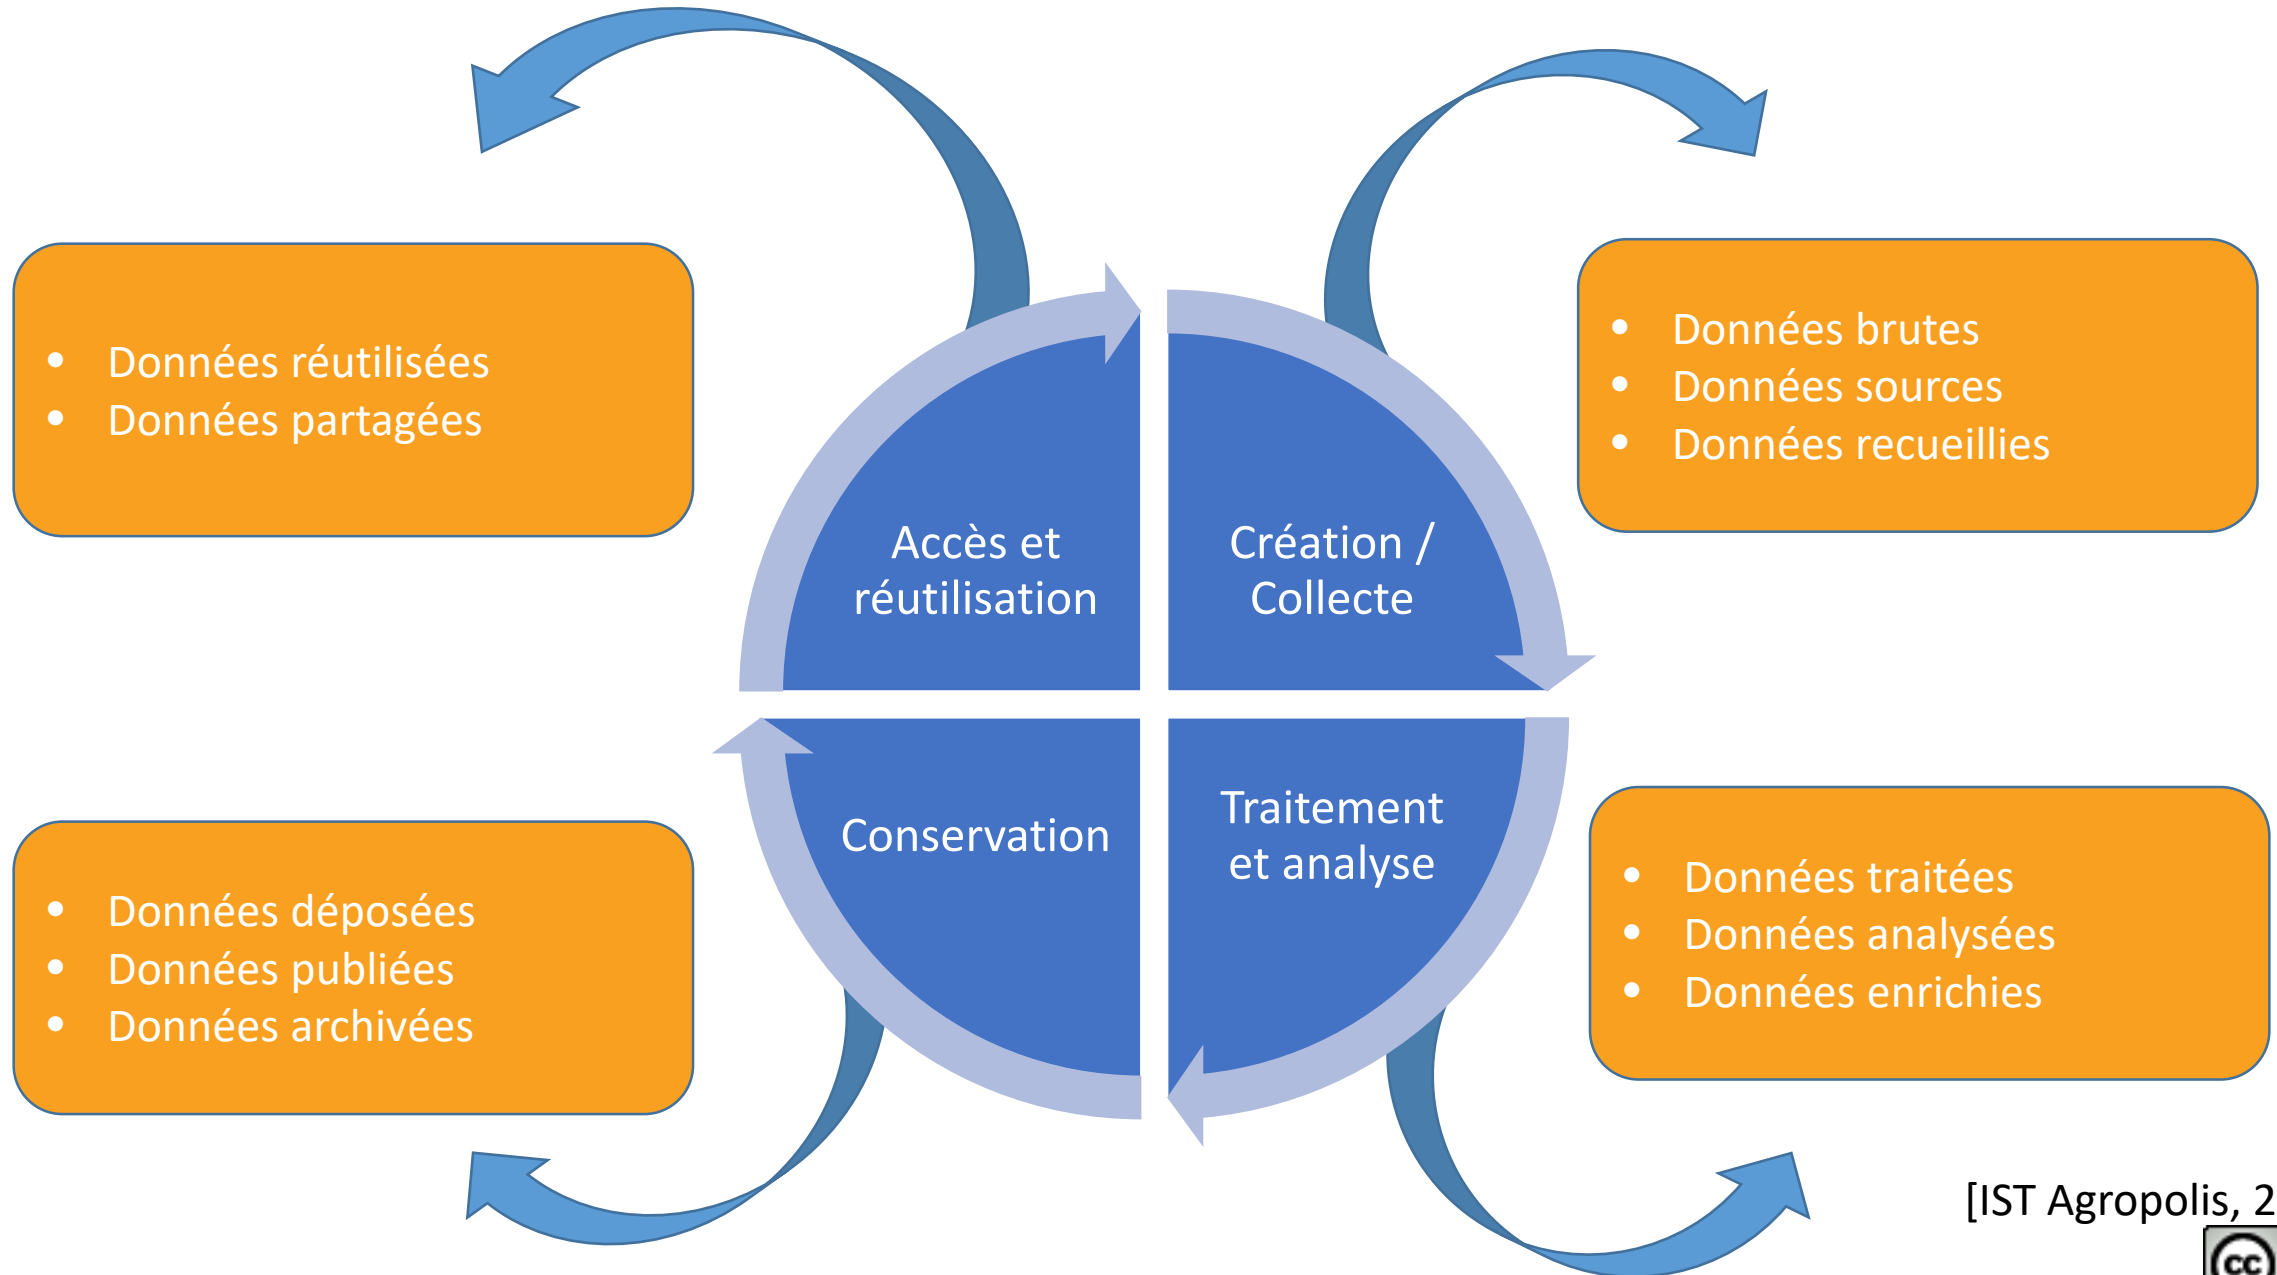 • Données réutilisées
• Données partagées
• Données brutes
• Données sources
• Données recueillies
Accès et
réutilisation
Création /
Collecte
Conservation
Traitement
et analyse
• Données déposées
• Données publiées
• Données archivées
• Données traitées
• Données analysées
• Données enrichies
[IST Agropolis, 2
cc